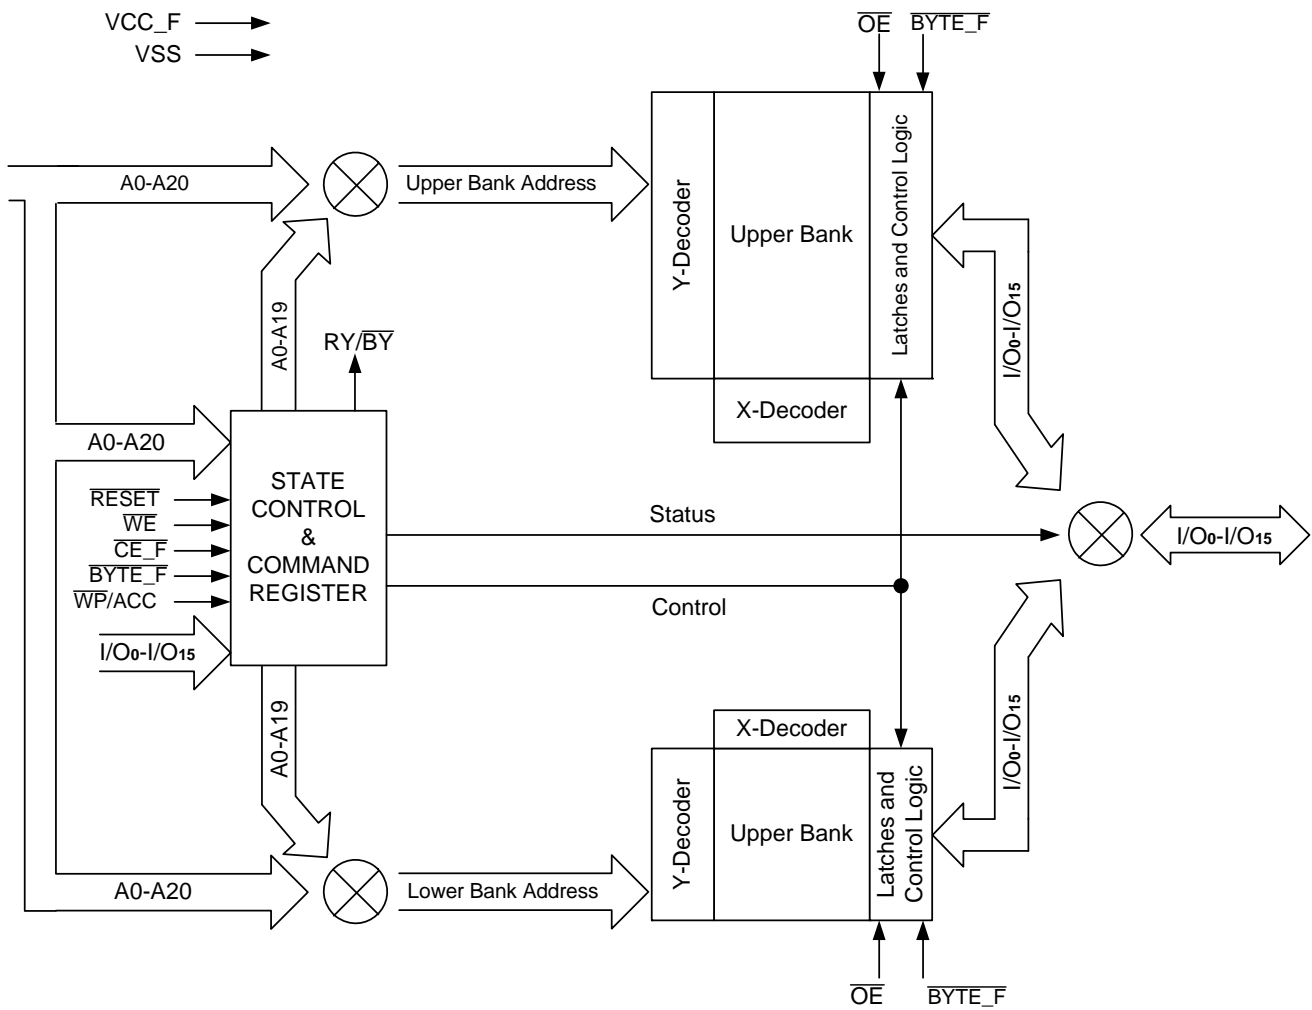 VCC_F
VSS
OE
BYTE_F
A0-A20
Upper Bank Address
Y-Decoder
Upper Bank
Latches and Control Logic
X-Decoder
A0-A19
RY/BY
I/O0-I/O15
A0-A20
RESET
WE
CE_F
BYTE_F
WP/ACC
I/O0-I/O15
STATE
CONTROL
&
COMMAND
REGISTER
Status
Control
I/O0-I/O15
A0-A19
X-Decoder
Y-Decoder
Upper Bank
Latches and
Control Logic
I/O0-I/O15
A0-A20
Lower Bank Address
OE
BYTE_F